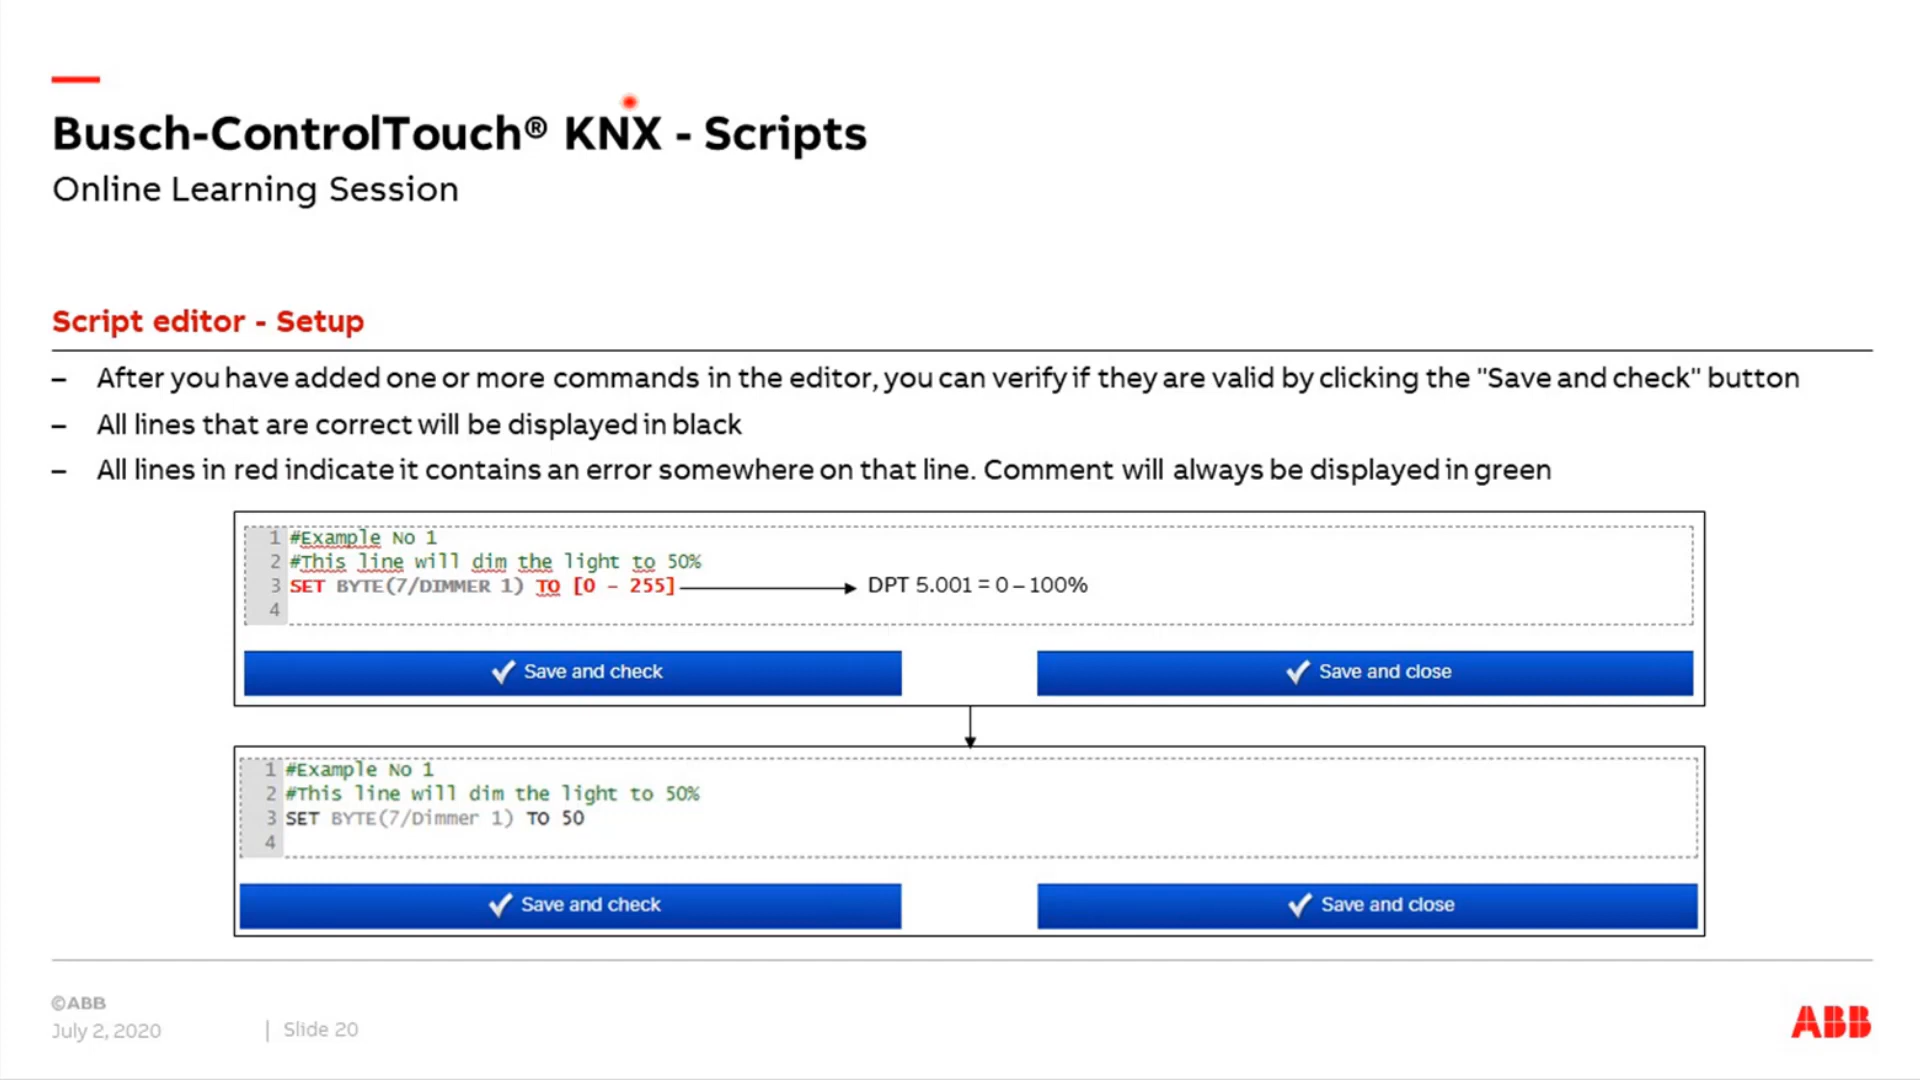 Busch-ControlTouch® KNX - Scripts
Online Learning Session
Script editor - Setup
– After you have added one or more commands in the editor, you can verify if they are valid by clicking the "Save and check" button
– All lines that are correct will be displayed in black
– All lines in red indicate it contains an error somewhere on that line. Comment will always be displayed in green
1 #Example No 1
2 #This line will dim the light to 50%
3 SET BYTE(7/DIMMER 1) TO [0 - 255] DPT 5.001 = 0 – 100%
4
Save and check Save and close
1 #Example No 1
2 #This line will dim the light to 50%
3 SET BYTE(7/Dimmer 1) TO 50
4
Save and check Save and close
©ABB
July 2, 2020 | Slide 20
ABB